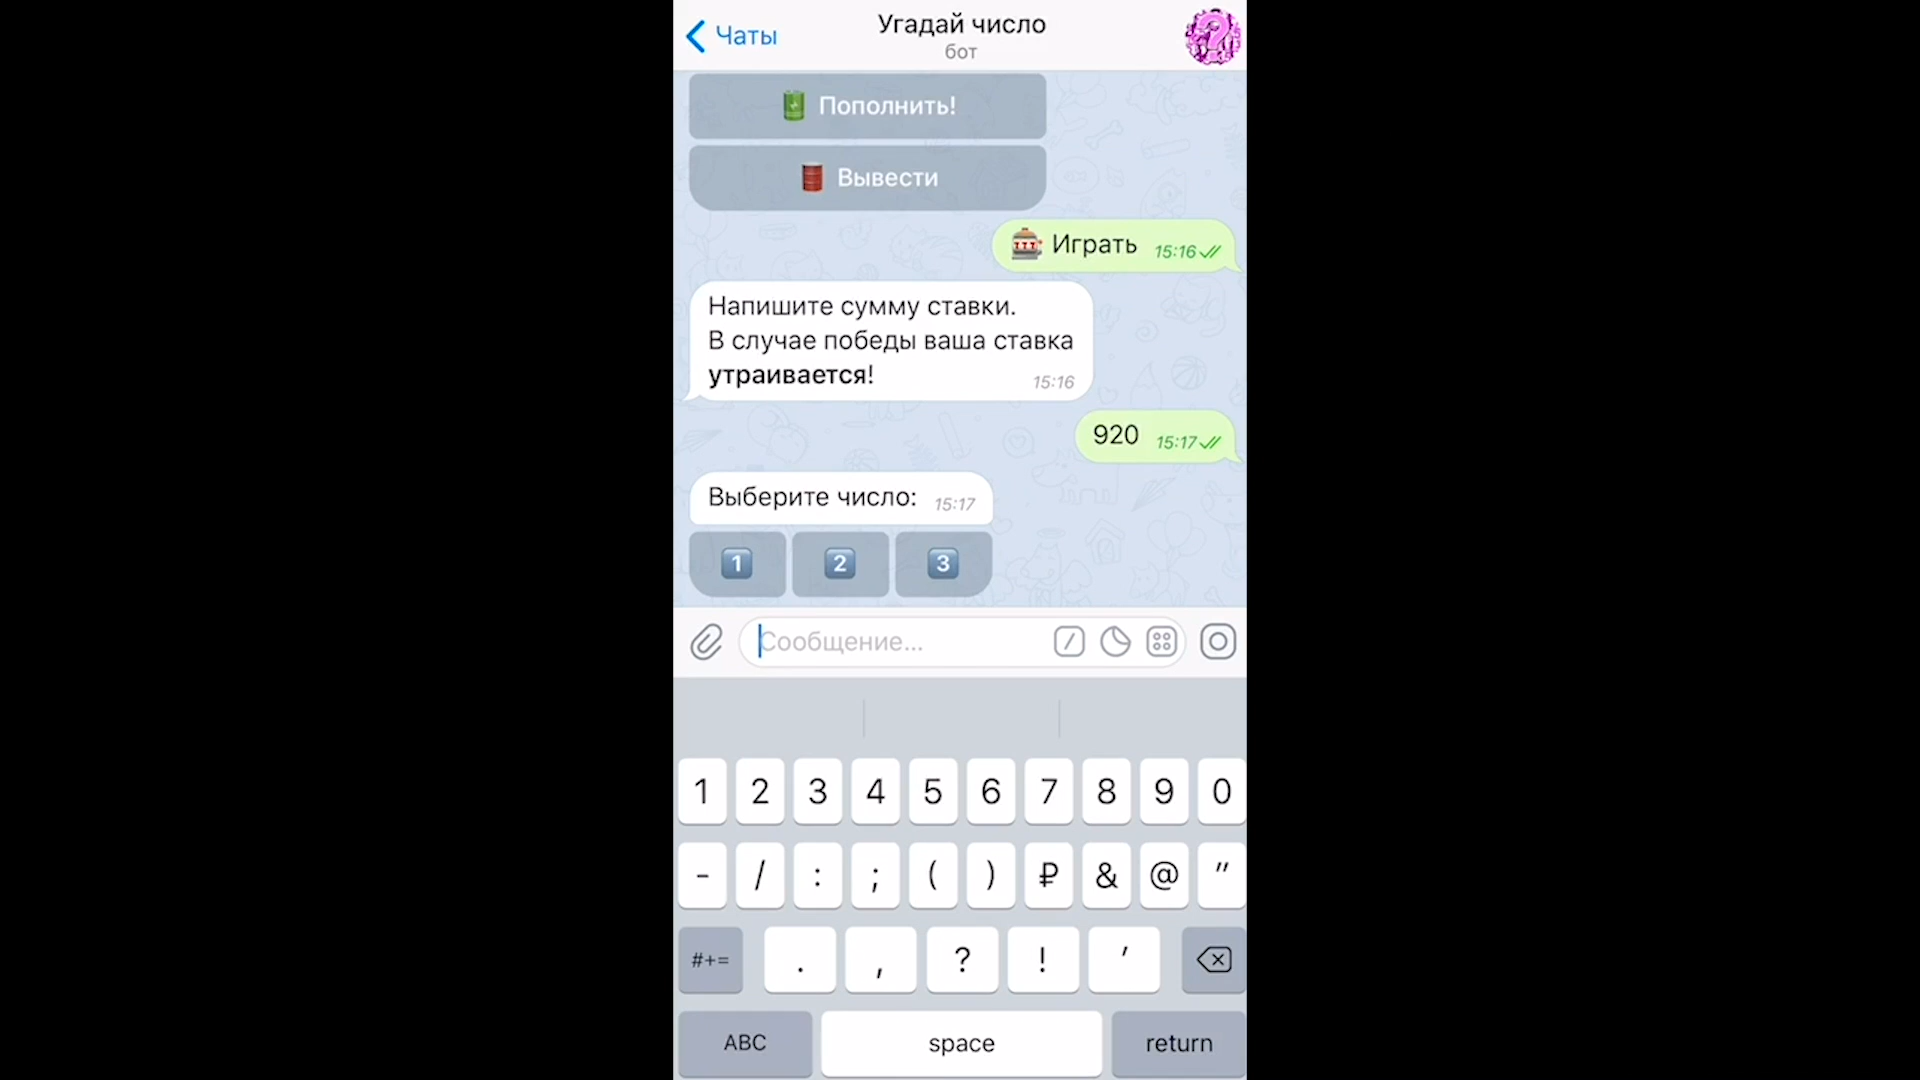 Чаты
Угадай число
бот
Пополнить!
Вывести
Играть 15:16
Напишите сумму ставки.
В случае победы ваша ставка
утраивается! 15:16
920 15:17
Выберите число: 15:17
1 2 3
Сообщение...
1 2 3 4 5 6 7 8 9 0
- / : ; ( ) ₽ & @ "
#+= . , ? ! '
ABC space return